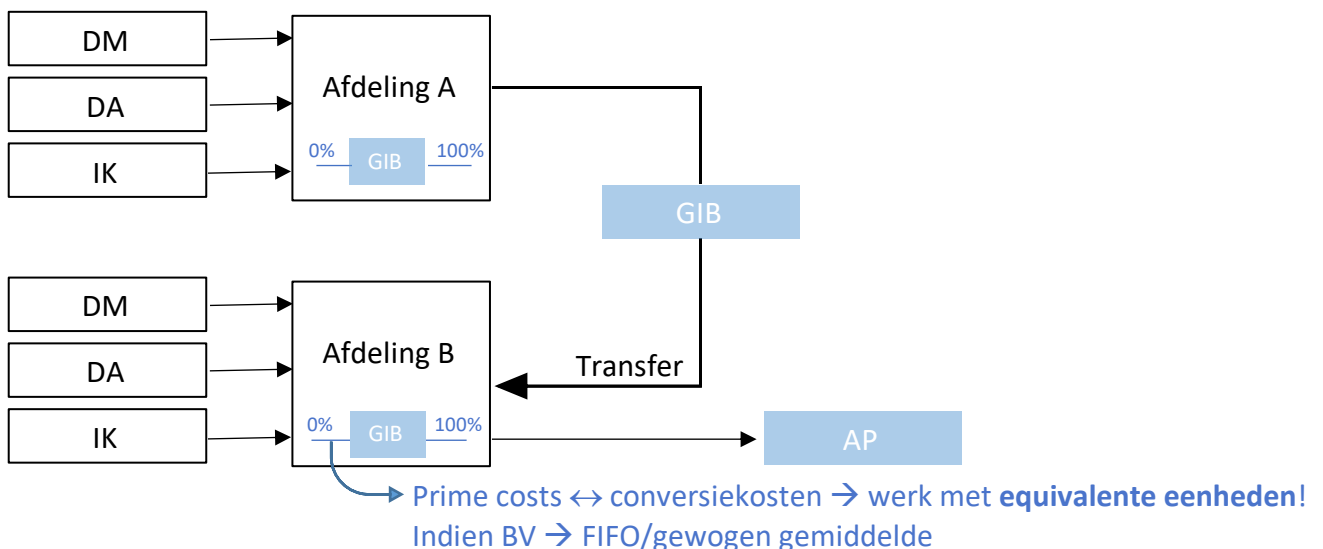 DM
DA
IK
Afdeling A
0% GIB 100%
GIB
DM
DA
IK
Afdeling B
0% GIB 100%
Transfer
AP
Prime costs ↔ conversiekosten → werk met equivalente eenheden!
Indien BV → FIFO/gewogen gemiddelde